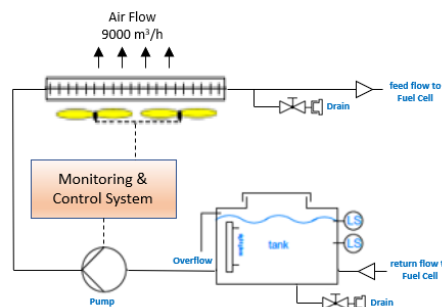 Air Flow
9000 m³/h
feed flow to
Fuel Cell
Drain
Monitoring &
Control System
Overflow
tank
LS
LS
return flow t
Fuel Cell
Pump
Drain